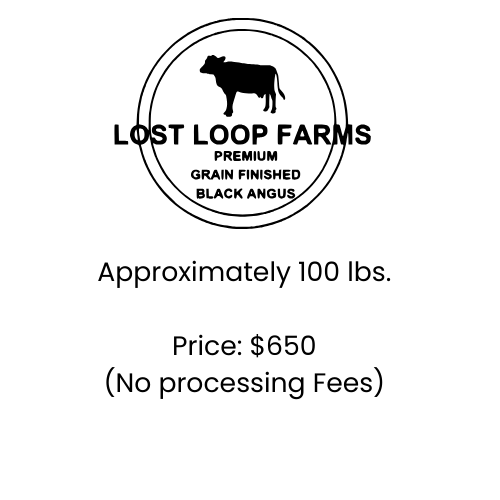 LOST LOOP FARMS
PREMIUM
GRAIN FINISHED
BLACK ANGUS
Approximately 100 lbs.
Price: $650
(No processing Fees)